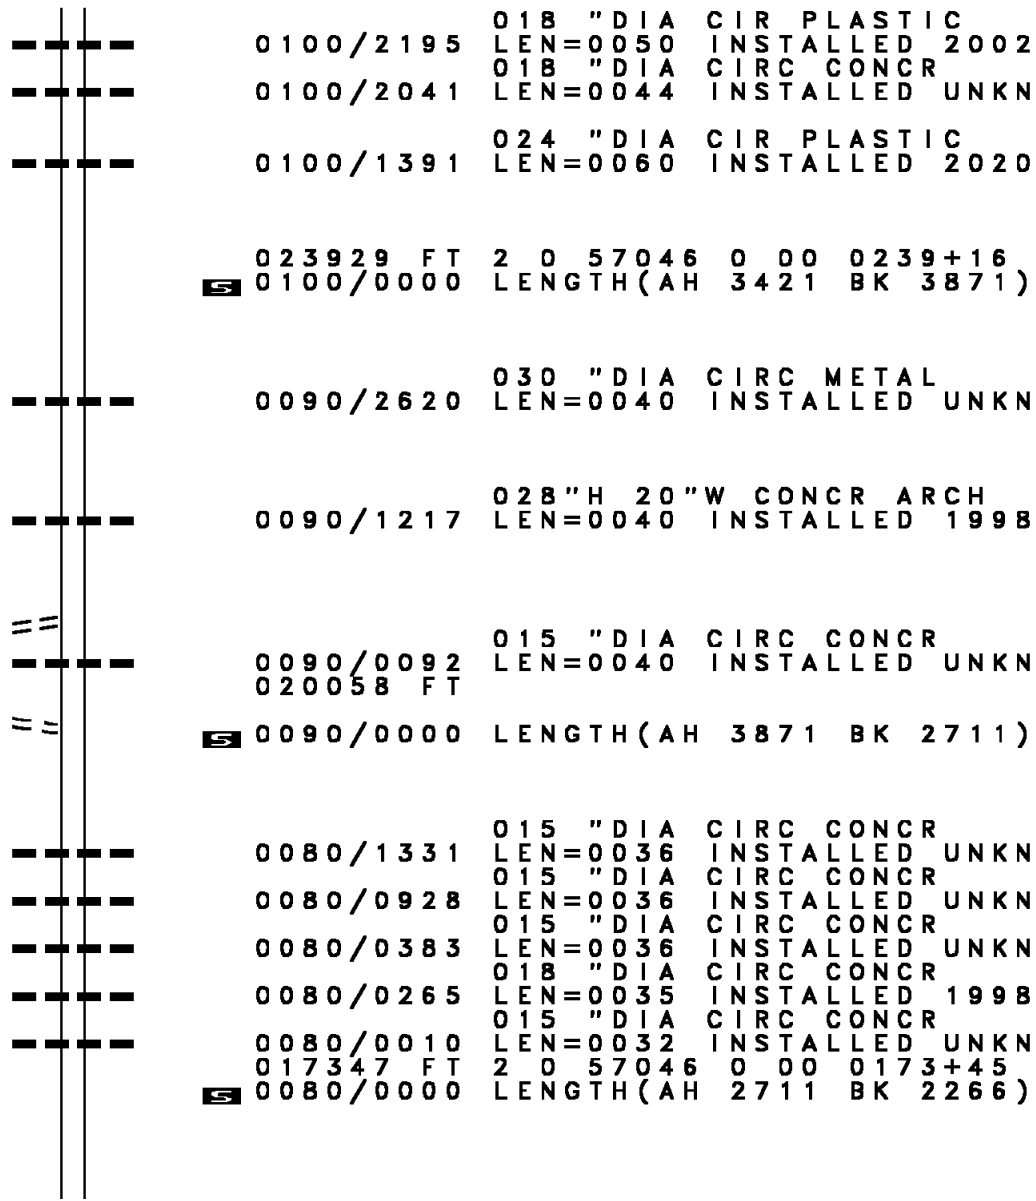 018 "DIA CIR PLASTIC
0100/2195 LEN=0050 INSTALLED 2002
018 "DIA CIRC CONCR
0100/2041 LEN=0044 INSTALLED UNKN
024 "DIA CIR PLASTIC
0100/1391 LEN=0060 INSTALLED 2020
023929 FT 2 0 57046 0 00 0239+16
S 0100/0000 LENGTH(AH 3421 BK 3871)
030 "DIA CIRC METAL
0090/2620 LEN=0040 INSTALLED UNKN
028"H 20"W CONCR ARCH
0090/1217 LEN=0040 INSTALLED 1998
015 "DIA CIRC CONCR
0090/0092 LEN=0040 INSTALLED UNKN
020058 FT
S 0090/0000 LENGTH(AH 3871 BK 2711)
015 "DIA CIRC CONCR
0080/1331 LEN=0036 INSTALLED UNKN
015 "DIA CIRC CONCR
0080/0928 LEN=0036 INSTALLED UNKN
015 "DIA CIRC CONCR
0080/0383 LEN=0036 INSTALLED UNKN
018 "DIA CIRC CONCR
0080/0265 LEN=0035 INSTALLED 1998
015 "DIA CIRC CONCR
0080/0010 LEN=0032 INSTALLED UNKN
017347 FT 2 0 57046 0 00 0173+45
S 0080/0000 LENGTH(AH 2711 BK 2266)